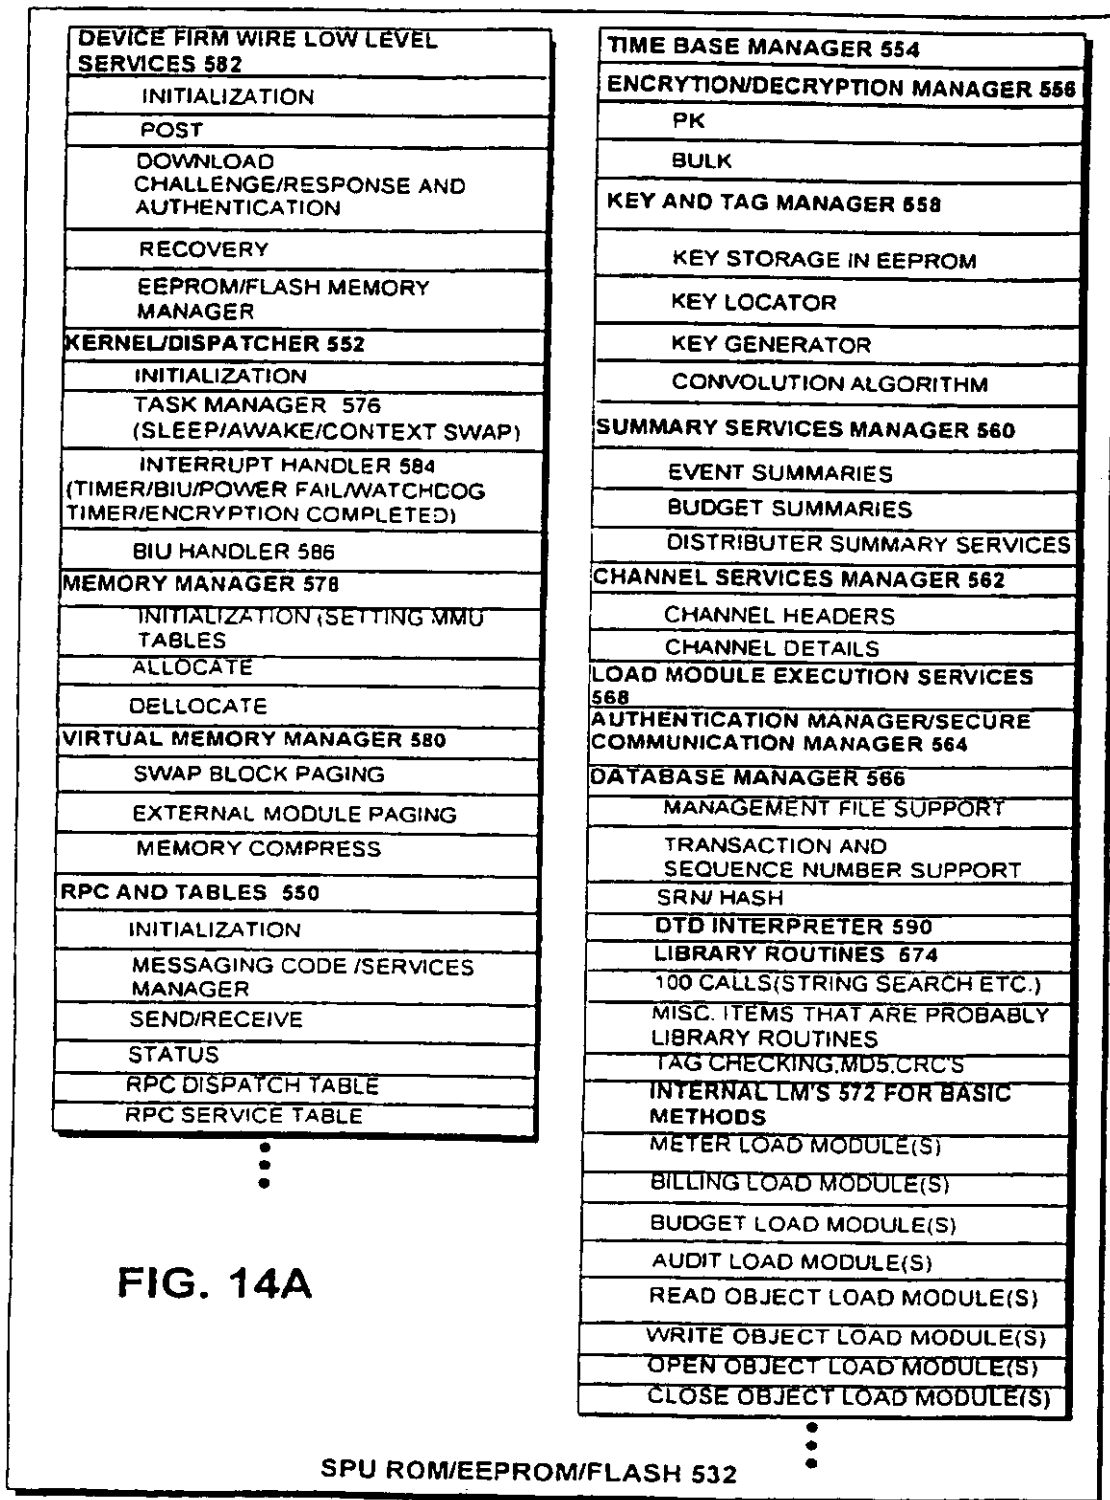 DEVICE FIRM WIRE LOW LEVEL
SERVICES 582
INITIALIZATION
POST
DOWNLOAD
CHALLENGE/RESPONSE AND
AUTHENTICATION
RECOVERY
EEPROM/FLASH MEMORY
MANAGER
KERNEL/DISPATCHER 552
INITIALIZATION
TASK MANAGER 576
(SLEEP/AWAKE/CONTEXT SWAP)
INTERRUPT HANDLER 584
(TIMER/BIU/POWER FAIL/WATCHDOG
TIMER/ENCRYPTION COMPLETED)
BIU HANDLER 586
MEMORY MANAGER 578
INITIALIZATION (SETTING MMU
TABLES
ALLOCATE
DELLOCATE
VIRTUAL MEMORY MANAGER 580
SWAP BLOCK PAGING
EXTERNAL MODULE PAGING
MEMORY COMPRESS
RPC AND TABLES 550
INITIALIZATION
MESSAGING CODE /SERVICES
MANAGER
SEND/RECEIVE
STATUS
RPC DISPATCH TABLE
RPC SERVICE TABLE
TIME BASE MANAGER 554
ENCRYTION/DECRYPTION MANAGER 556
PK
BULK
KEY AND TAG MANAGER 558
KEY STORAGE IN EEPROM
KEY LOCATOR
KEY GENERATOR
CONVOLUTION ALGORITHM
SUMMARY SERVICES MANAGER 560
EVENT SUMMARIES
BUDGET SUMMARIES
DISTRIBUTER SUMMARY SERVICES
CHANNEL SERVICES MANAGER 562
CHANNEL HEADERS
CHANNEL DETAILS
LOAD MODULE EXECUTION SERVICES
568
AUTHENTICATION MANAGER/SECURE
COMMUNICATION MANAGER 564
DATABASE MANAGER 566
MANAGEMENT FILE SUPPORT
TRANSACTION AND
SEQUENCE NUMBER SUPPORT
SRN/ HASH
DTD INTERPRETER 590
LIBRARY ROUTINES 574
100 CALLS(STRING SEARCH ETC.)
MISC. ITEMS THAT ARE PROBABLY
LIBRARY ROUTINES
TAG CHECKING,MD5,CRC'S
INTERNAL LM'S 572 FOR BASIC
METHODS
METER LOAD MODULE(S)
BILLING LOAD MODULE(S)
BUDGET LOAD MODULE(S)
AUDIT LOAD MODULE(S)
READ OBJECT LOAD MODULE(S)
WRITE OBJECT LOAD MODULE(S)
OPEN OBJECT LOAD MODULE(S)
CLOSE OBJECT LOAD MODULE(S)
FIG. 14A
SPU ROM/EEPROM/FLASH 532